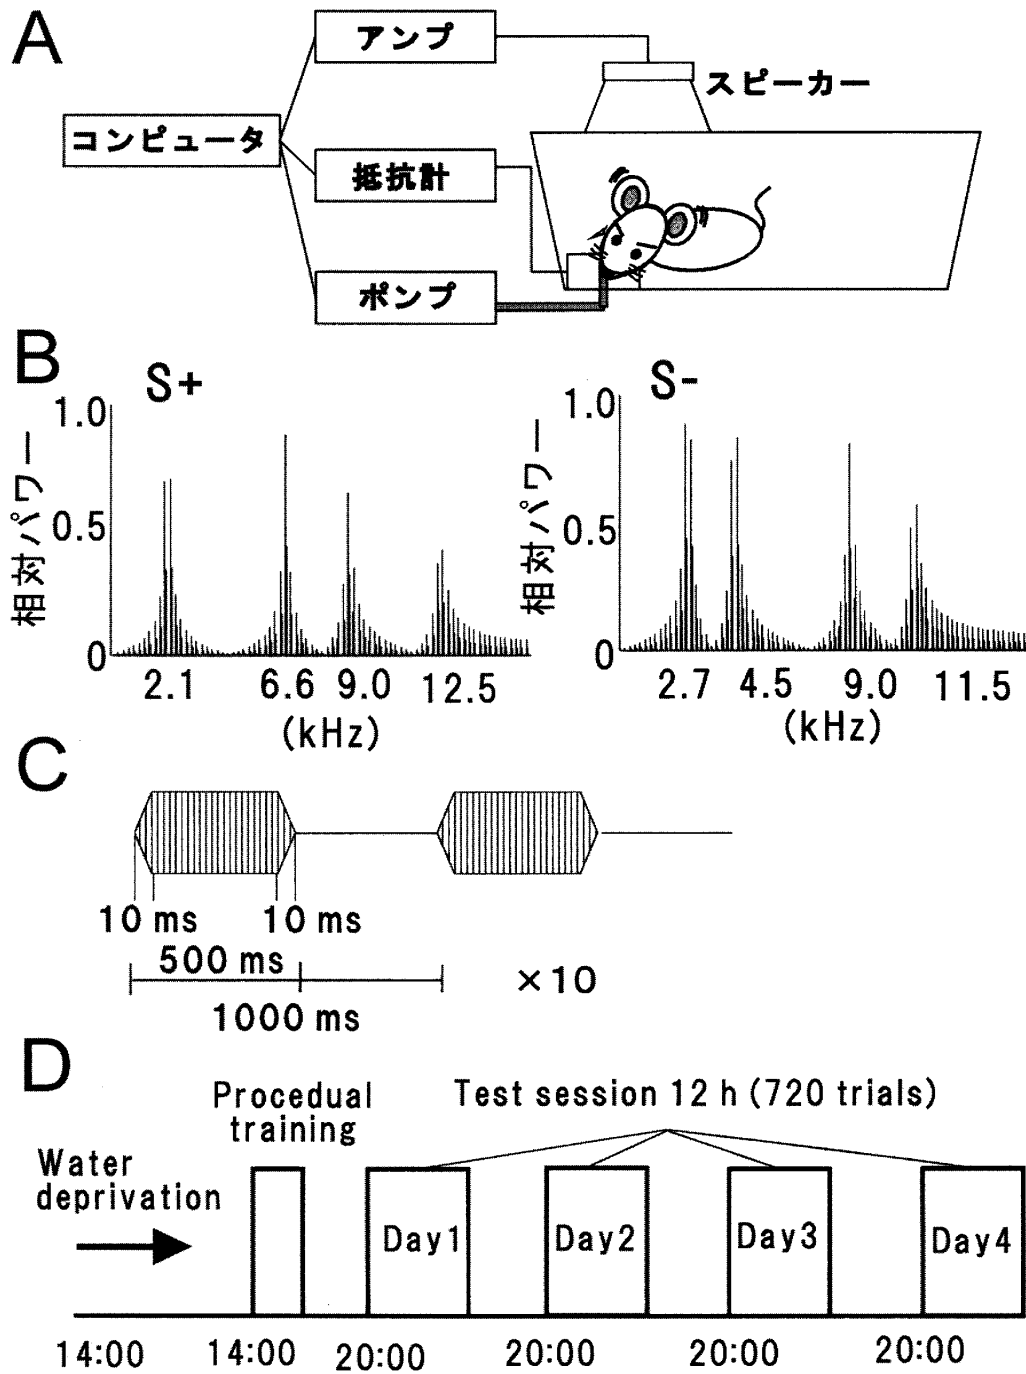 A
アンプ
スピーカー
コンピュータ
抵抗計
ポンプ
B
S+
1.0
0.5
0
相対パワー
2.1 6.6 9.0 12.5
(kHz)
S-
1.0
0.5
0
相対パワー
2.7 4.5 9.0 11.5
(kHz)
C
10 ms 10 ms
500 ms
×10
1000 ms
D
Procedual
training
Test session 12 h (720 trials)
Water
deprivation
Day1 Day2 Day3 Day4
14:00 14:00 20:00 20:00 20:00 20:00